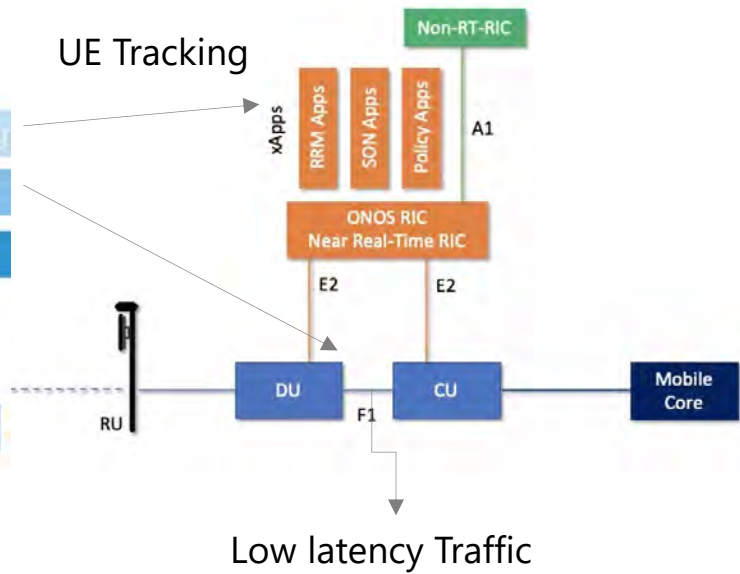 Non-RT-RIC
UE Tracking
xApps
RRM Apps
SON Apps
Policy Apps
A1
ONOS RIC
Near Real-Time RIC
E2
E2
DU
CU
Mobile
Core
RU
F1
Low latency Traffic